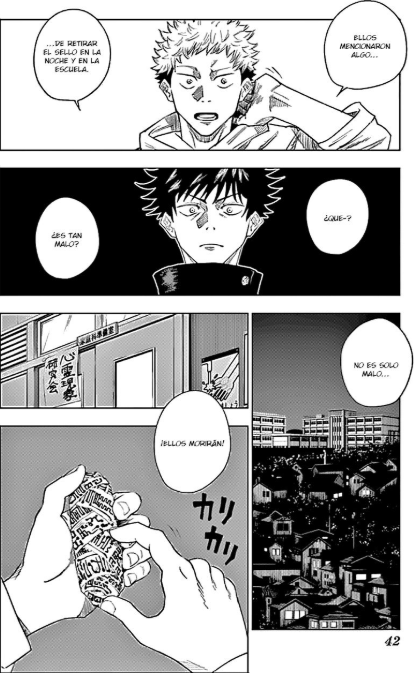 ELLOS
MENCIONARON
ALGO...
...DE RETIRAR
EL SELLO EN LA
NOCHE Y EN LA
ESCUELA.
¿QUE-?
¿ES TAN
MALO?
NO ES SOLO
MALO...
心霊現象
研究会
¡ELLOS MORIRÁN!
カリ
カリ
42